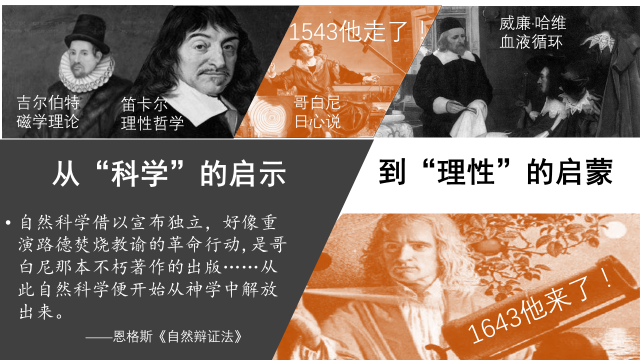 1543他走了！
威廉·哈维
血液循环
吉尔伯特
磁学理论
笛卡尔
理性哲学
哥白尼
日心说
从“科学”的启示
到“理性”的启蒙
• 自然科学借以宣布独立，好像重
演路德焚烧教谕的革命行动,是哥
白尼那本不朽著作的出版……从
此自然科学便开始从神学中解放
出来。
——恩格斯《自然辩证法》
1643他来了！